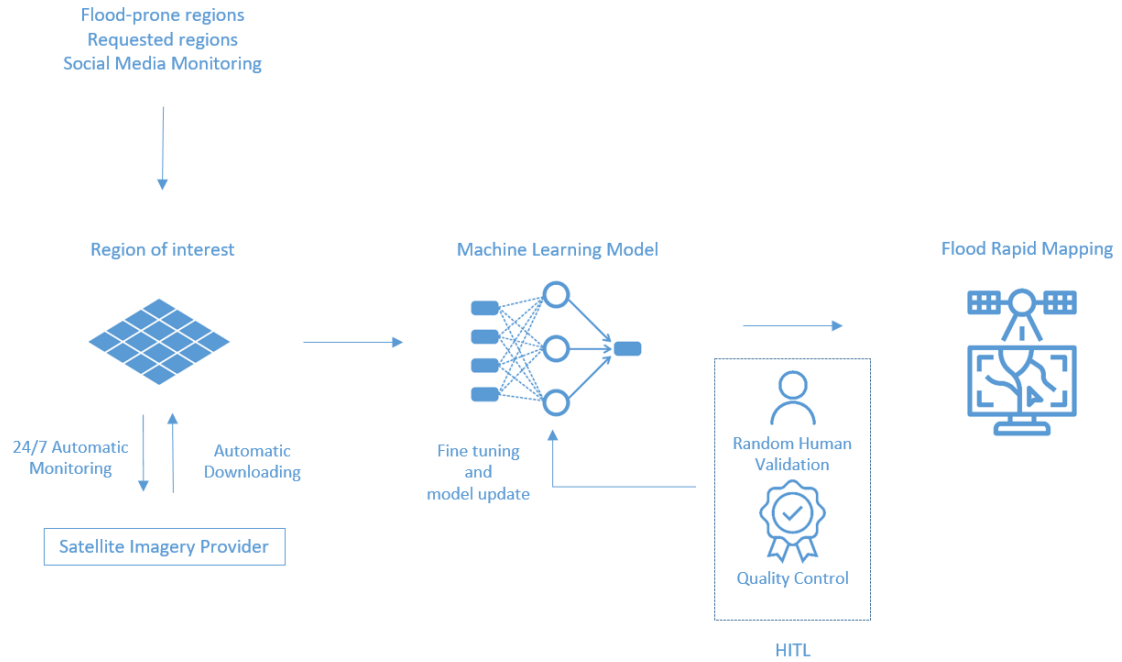 Flood-prone regions
Requested regions
Social Media Monitoring
Region of interest
Machine Learning Model
Flood Rapid Mapping
24/7 Automatic
Monitoring
Automatic
Downloading
Fine tuning
and
model update
Random Human
Validation
Satellite Imagery Provider
Quality Control
HITL